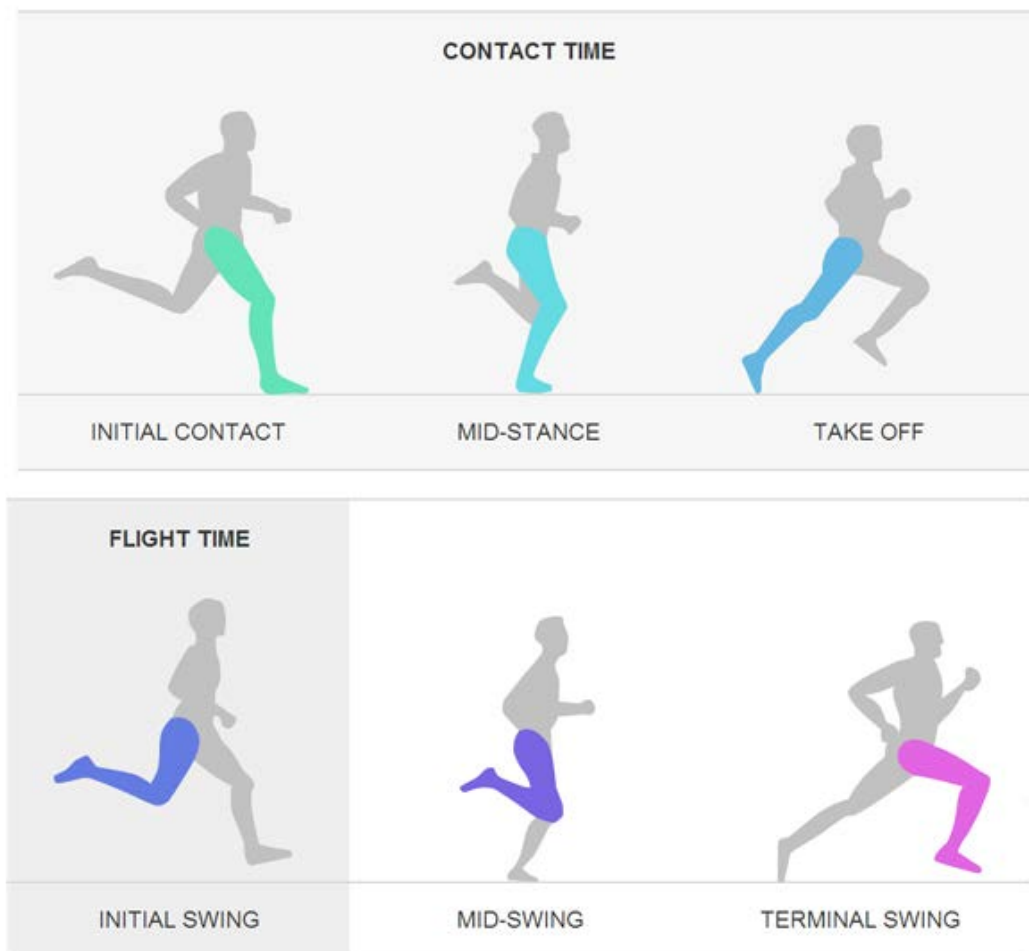 CONTACT TIME
INITIAL CONTACT
MID-STANCE
TAKE OFF
FLIGHT TIME
INITIAL SWING
MID-SWING
TERMINAL SWING